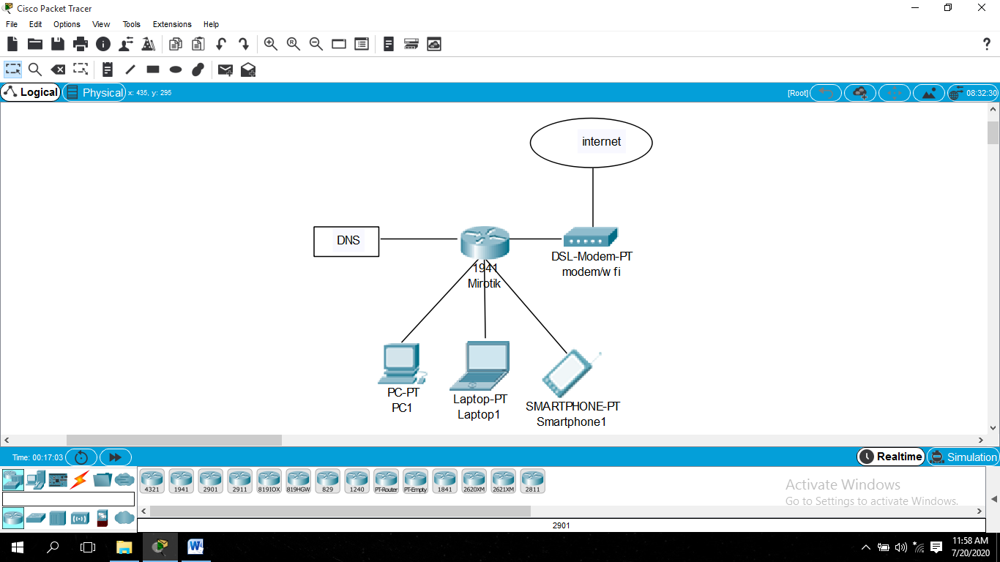 Cisco Packet Tracer
File Edit Options View Tools Extensions Help
Logical Physical x: 435, y: 295 [Root] 08:32:30
internet
DNS
DSL-Modem-PT
modem/w fi
1941
Mirotik
PC-PT
PC1
Laptop-PT
Laptop1
SMARTPHONE-PT
Smartphone1
Time: 00:17:03 Realtime Simulation
4321 1941 2901 2911 819IOX 819HGW 829 1240 PT-Router PT-Empty 1841 2620XM 2621XM 2811
Activate Windows
Go to Settings to activate Windows.
2901
11:58 AM
7/20/2020